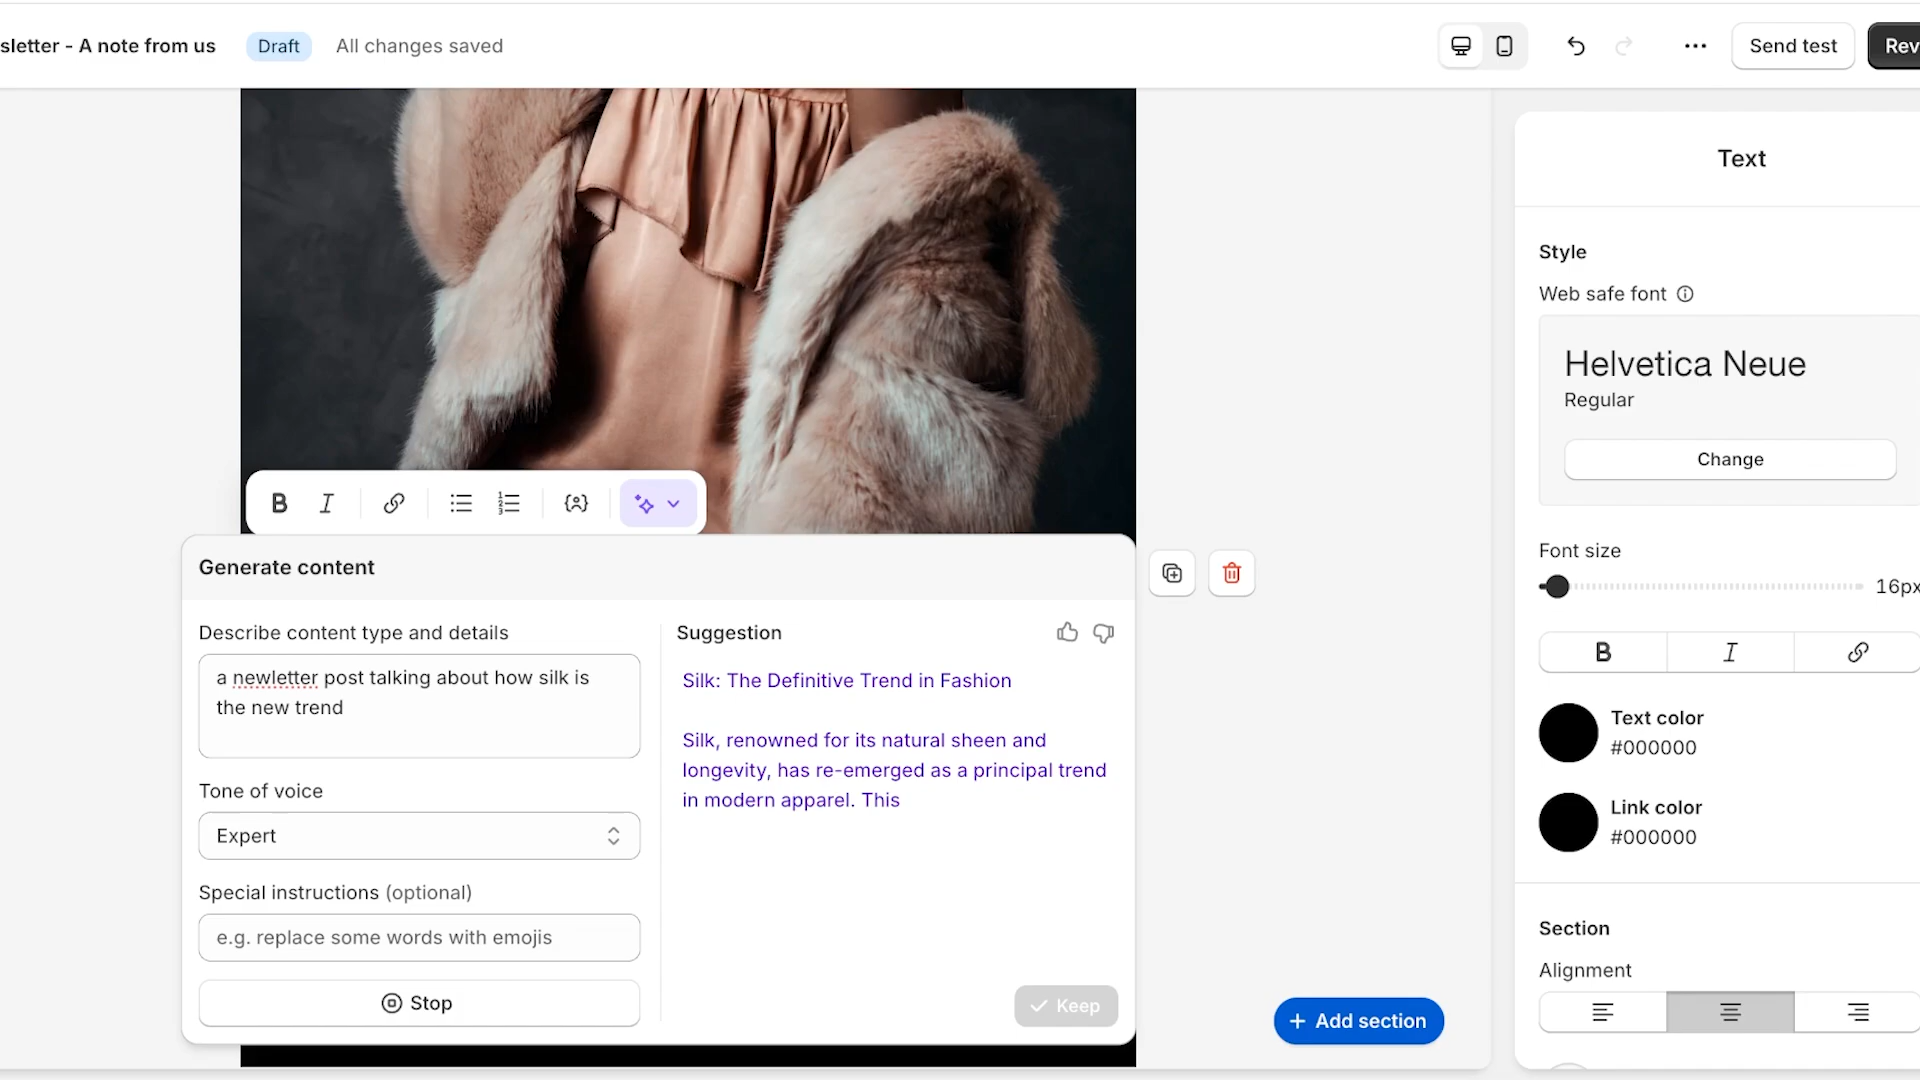 sletter - A note from us
Draft
All changes saved
Send test
Rev
Text
Style
Web safe font
Helvetica Neue
Regular
Change
Font size
16px
B
I
Text color
#000000
Link color
#000000
Section
Alignment
B
I
Generate content
Describe content type and details
a newletter post talking about how silk is
the new trend
Tone of voice
Expert
Special instructions (optional)
e.g. replace some words with emojis
Stop
Suggestion
Silk: The Definitive Trend in Fashion
Silk, renowned for its natural sheen and
longevity, has re-emerged as a principal trend
in modern apparel. This
Keep
+ Add section